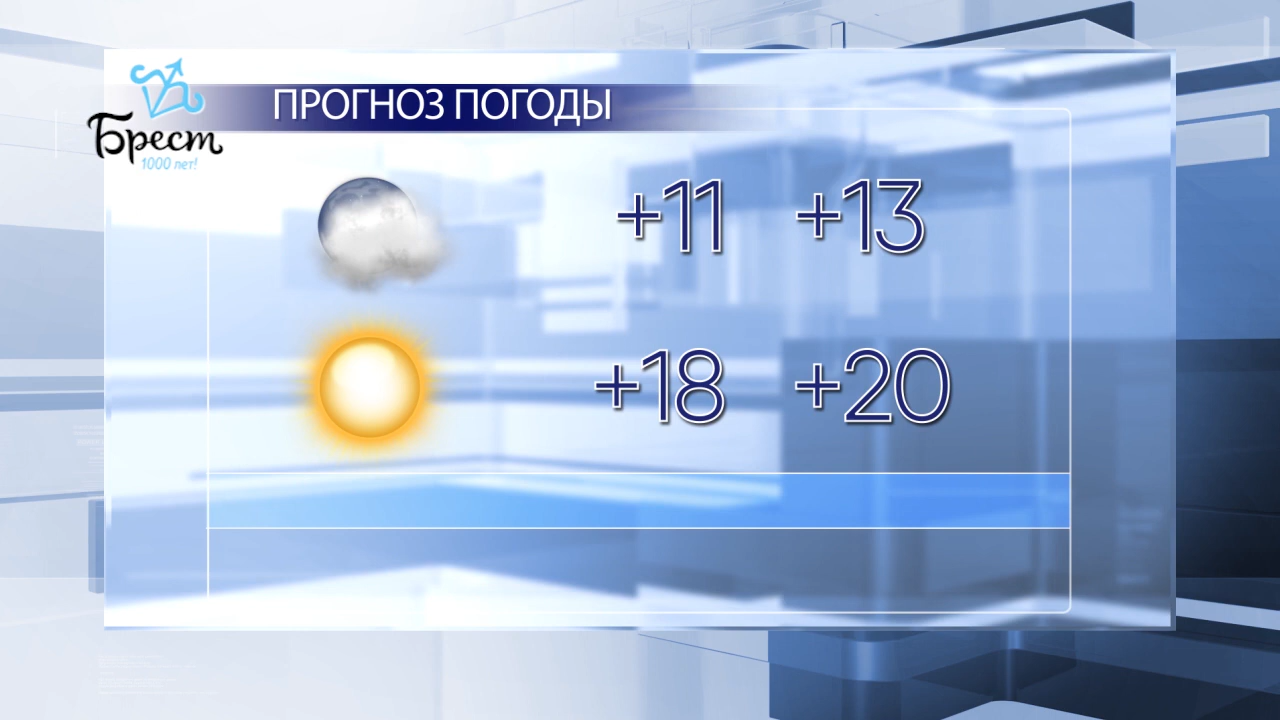 ПРОГНОЗ ПОГОДЫ
Брест
1000 лет!
+11 +13
+18 +20